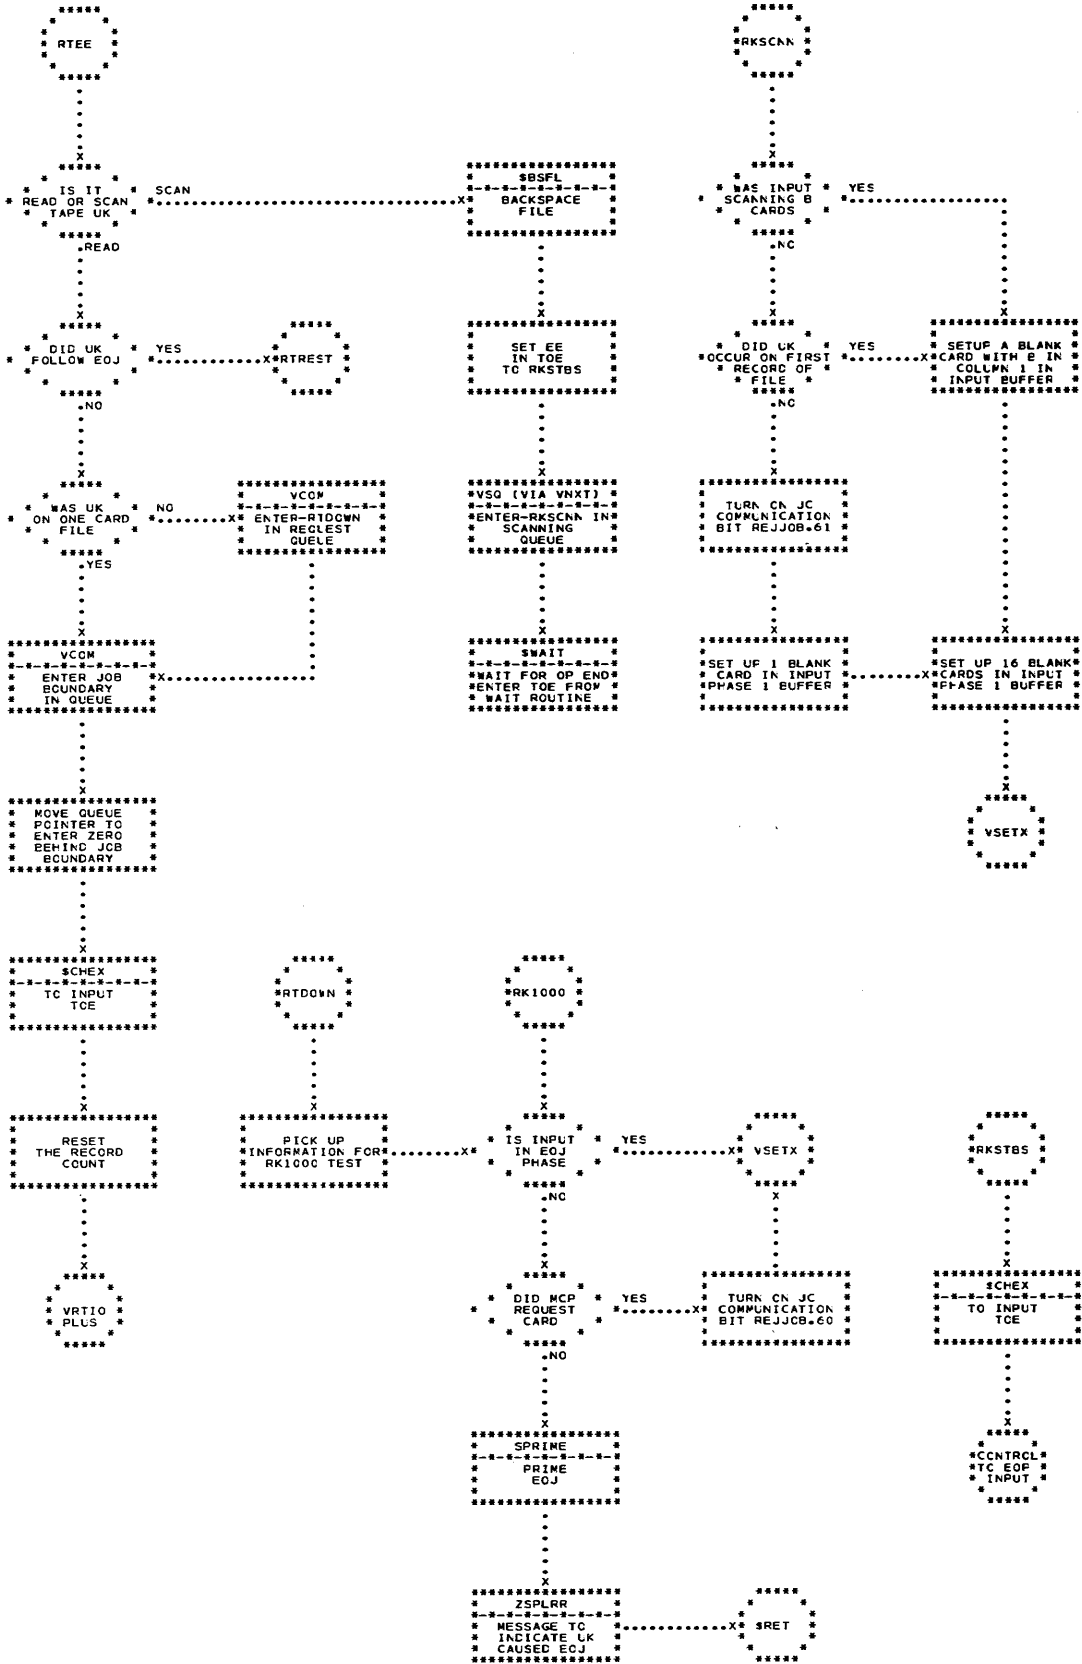 RTEE
IS IT
READ OR SCAN
TAPE UK
SCAN
READ
$BSFL
BACKSPACE
FILE
DID UK
FOLLOW EOJ
YES
RTREST
NO
SET EE
IN TOE
TO RKSTBS
WAS UK
ON ONE CARD
FILE
NO
YES
VCOM
ENTER-RTDOWN
IN REQUEST
QUEUE
VSQ (VIA VNXT)
ENTER-RKSCNN IN
SCANNING
QUEUE
VCOM
ENTER JOB
BOUNDARY
IN QUEUE
$WAIT
WAIT FOR OP END
ENTER TOE FROM
WAIT ROUTINE
MOVE QUEUE
POINTER TO
ENTER ZERO
BEHIND JOB
BOUNDARY
$CHEX
TO INPUT
TOE
RESET
THE RECORD
COUNT
VRTIO
PLUS
RKSCNN
WAS INPUT
SCANNING B
CARDS
YES
NO
DID UK
OCCUR ON FIRST
RECORD OF
FILE
YES
NO
SETUP A BLANK
CARD WITH B IN
COLUMN 1 IN
INPUT BUFFER
TURN ON JC
COMMUNICATION
BIT REJJOB.61
SET UP 1 BLANK
CARD IN INPUT
PHASE 1 BUFFER
SET UP 16 BLANK
CARDS IN INPUT
PHASE 1 BUFFER
VSETX
RTDOWN
PICK UP
INFORMATION FOR
RK1000 TEST
RK1000
IS INPUT
IN EOJ
PHASE
YES
NO
VSETX
DID MCP
REQUEST
CARD
YES
NO
TURN ON JC
COMMUNICATION
BIT REJJCB.60
SPRIME
PRIME
EOJ
ZSPLRR
MESSAGE TO
INDICATE UK
CAUSED EOJ
$RET
RKSTBS
$CHEX
TO INPUT
TOE
CONTROL
TO EOP
INPUT